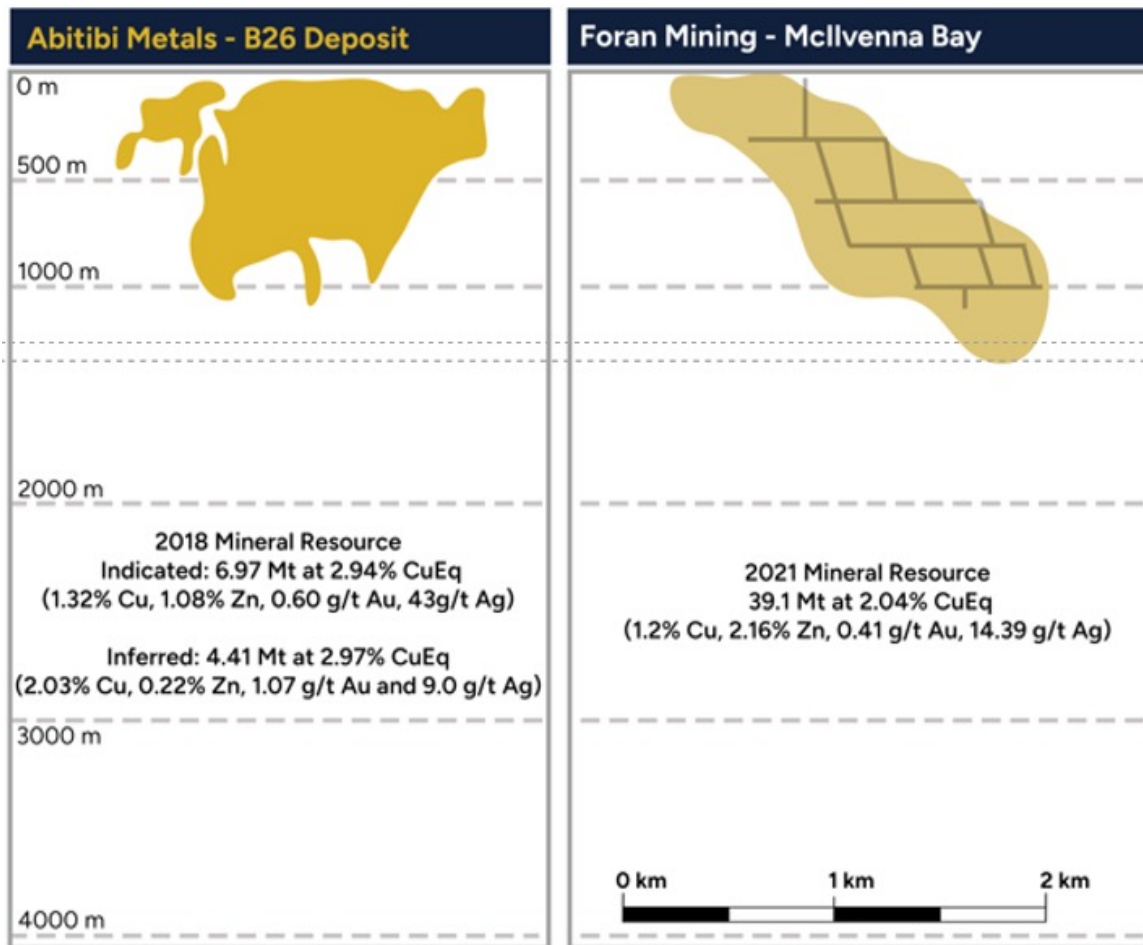 Abitibi Metals - B26 Deposit
0 m
500 m
1000 m
2000 m
2018 Mineral Resource
Indicated: 6.97 Mt at 2.94% CuEq
(1.32% Cu, 1.08% Zn, 0.60 g/t Au, 43g/t Ag)
Inferred: 4.41 Mt at 2.97% CuEq
(2.03% Cu, 0.22% Zn, 1.07 g/t Au and 9.0 g/t Ag)
3000 m
4000 m
Foran Mining - McIlvenna Bay
2021 Mineral Resource
39.1 Mt at 2.04% CuEq
(1.2% Cu, 2.16% Zn, 0.41 g/t Au, 14.39 g/t Ag)
0 km 1 km 2 km